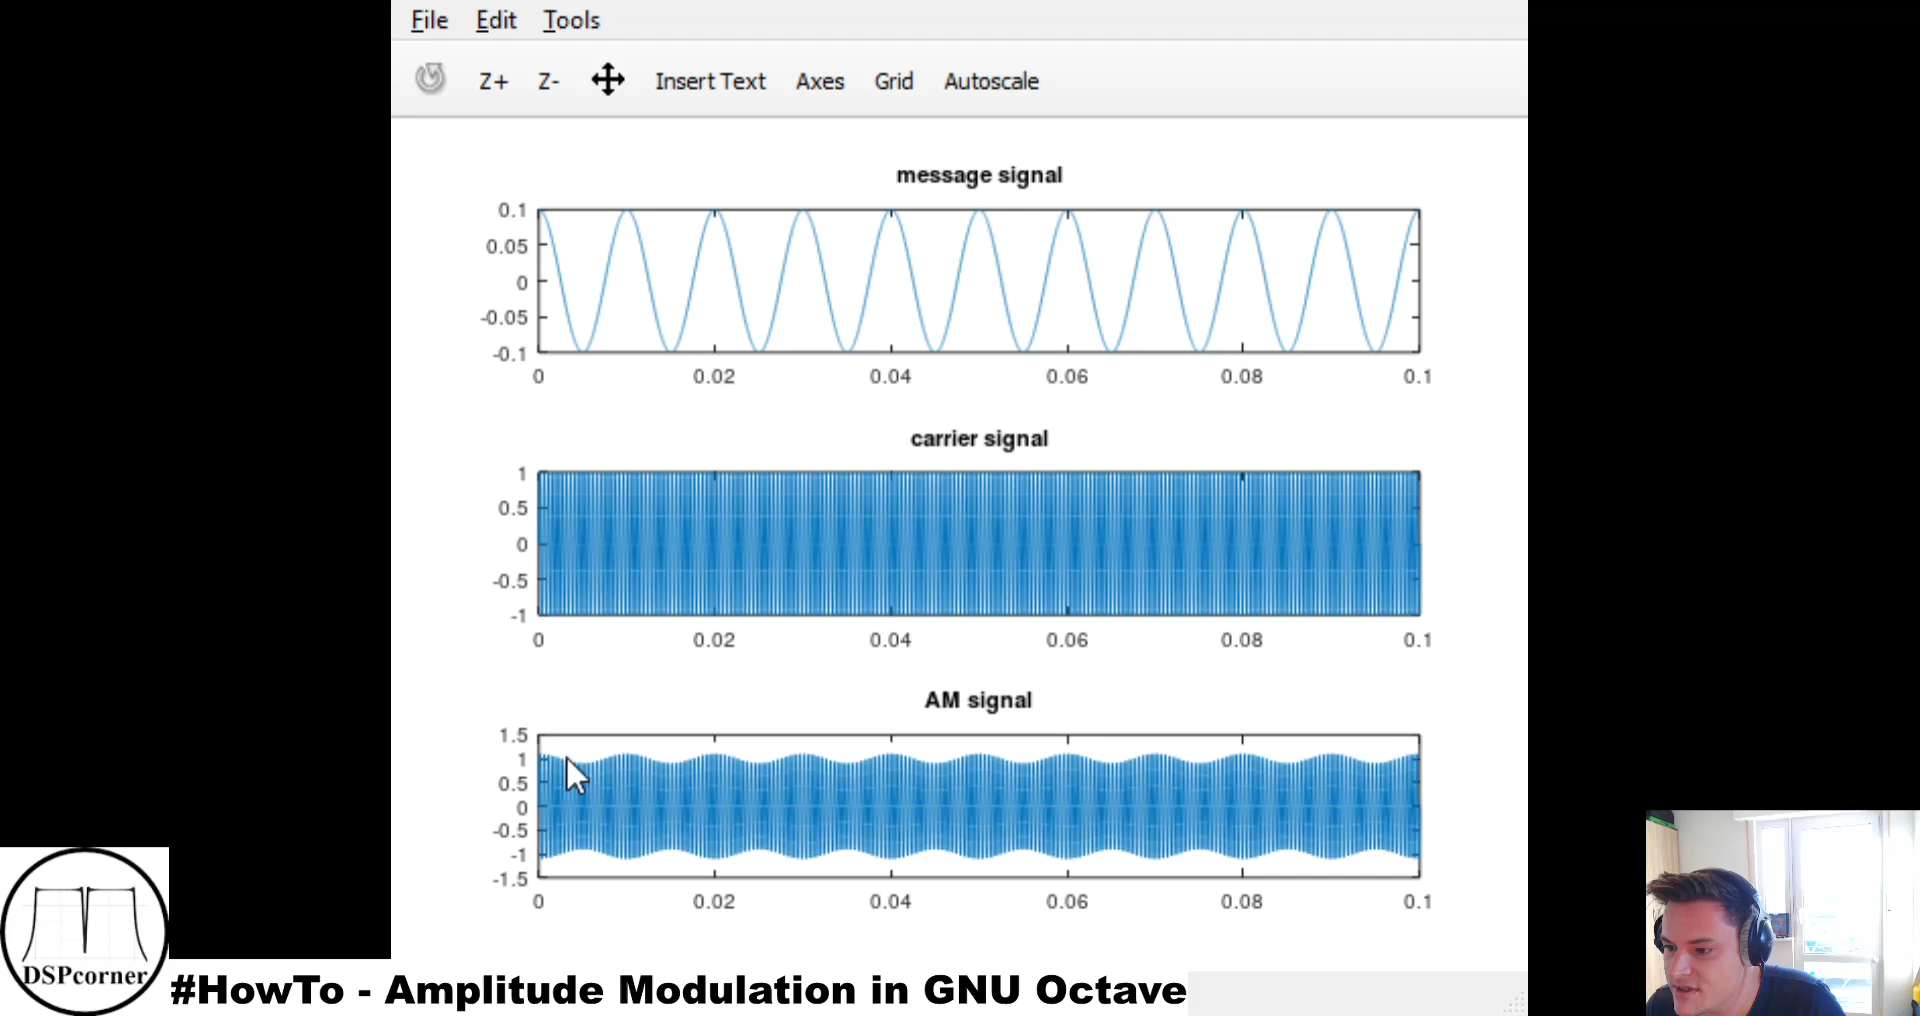 File Edit Tools
Z+ Z- Insert Text Axes Grid Autoscale
message signal
0.1
0.05
0
-0.05
-0.1
0 0.02 0.04 0.06 0.08 0.1
carrier signal
1
0.5
0
-0.5
-1
0 0.02 0.04 0.06 0.08 0.1
AM signal
1.5
1
0.5
0
-0.5
-1
-1.5
0 0.02 0.04 0.06 0.08 0.1
DSPcorner
#HowTo - Amplitude Modulation in GNU Octave